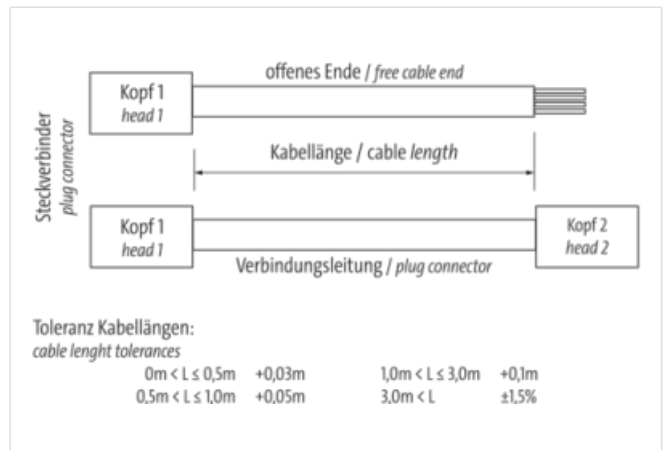 offenes Ende / free cable end
Kopf 1
head 1
Steckverbinder
plug connector
Kabellänge / cable length
Kopf 1
head 1
Kopf 2
head 2
Verbindungsleitung / plug connector
Toleranz Kabellängen:
cable lenght tolerances
0m < L ≤ 0,5m +0,03m 1,0m < L ≤ 3,0m +0,1m
0,5m < L ≤ 1,0m +0,05m 3,0m < L ±1,5%